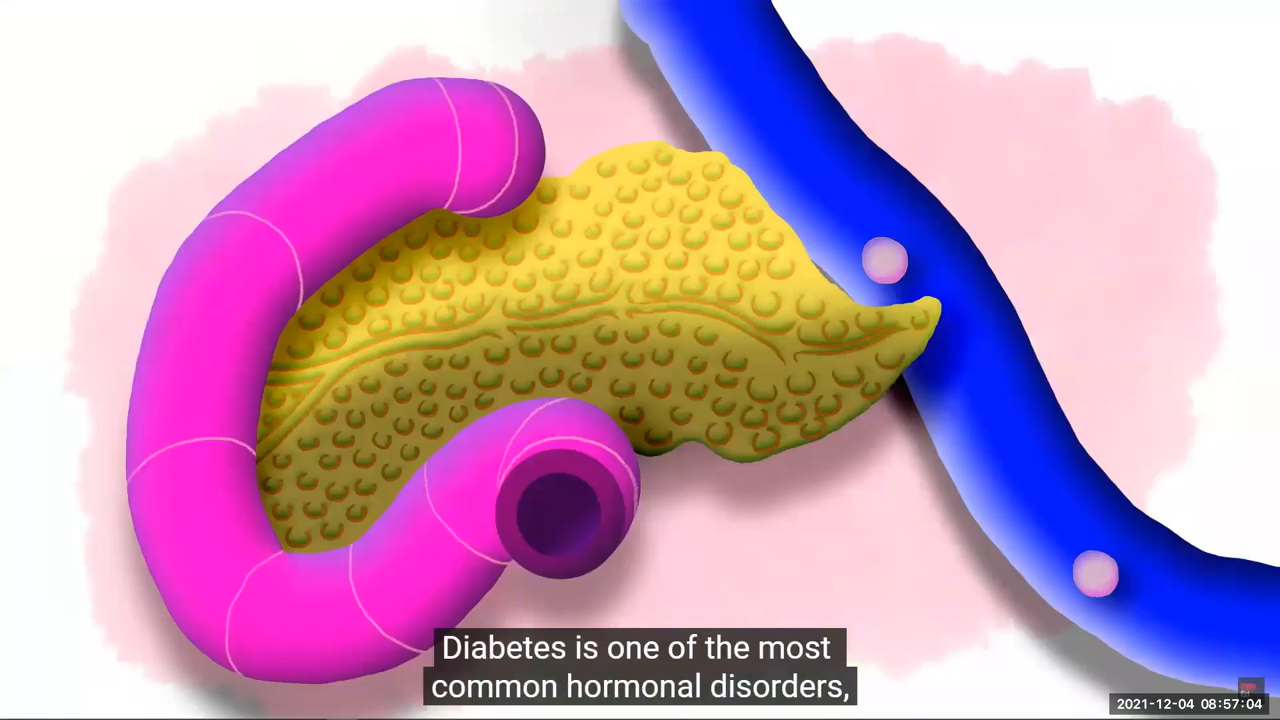 Diabetes is one of the most
common hormonal disorders,
2021-12-04 08:57:04